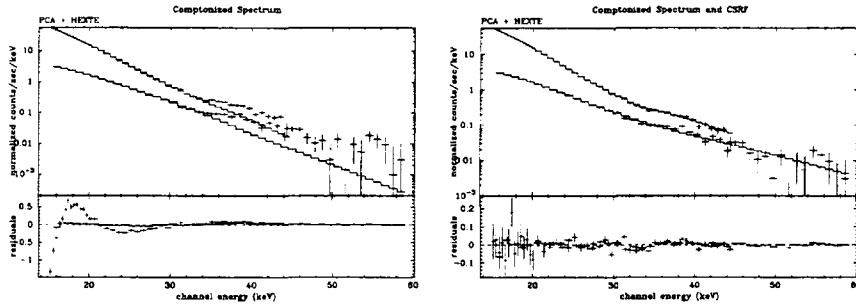 Comptonized Spectrum
PCA + HEXTE
normalized counts/sec/keV
10
1
0.1
0.01
10⁻³
residuals
0.5
0
-0.5
-1
20
30
40
50
60
channel energy (keV)
Comptonized Spectrum and CSRF
PCA + HEXTE
normalized counts/sec/keV
10
1
0.1
0.01
10⁻³
residuals
0.2
0.1
0
-0.1
20
30
40
50
60
channel energy (keV)